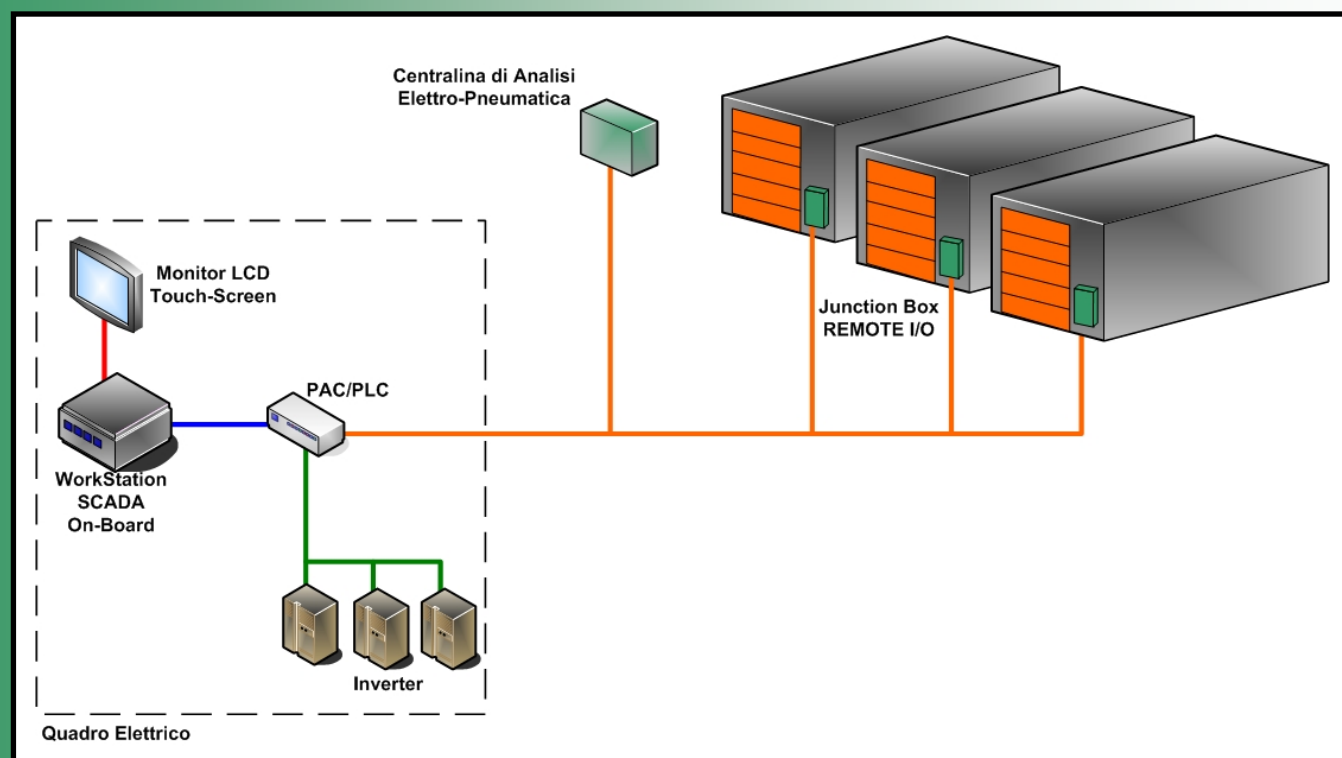 Centralina di Analisi
Elettro-Pneumatica
Monitor LCD
Touch-Screen
Junction Box
REMOTE I/O
PAC/PLC
WorkStation
SCADA
On-Board
Inverter
Quadro Elettrico